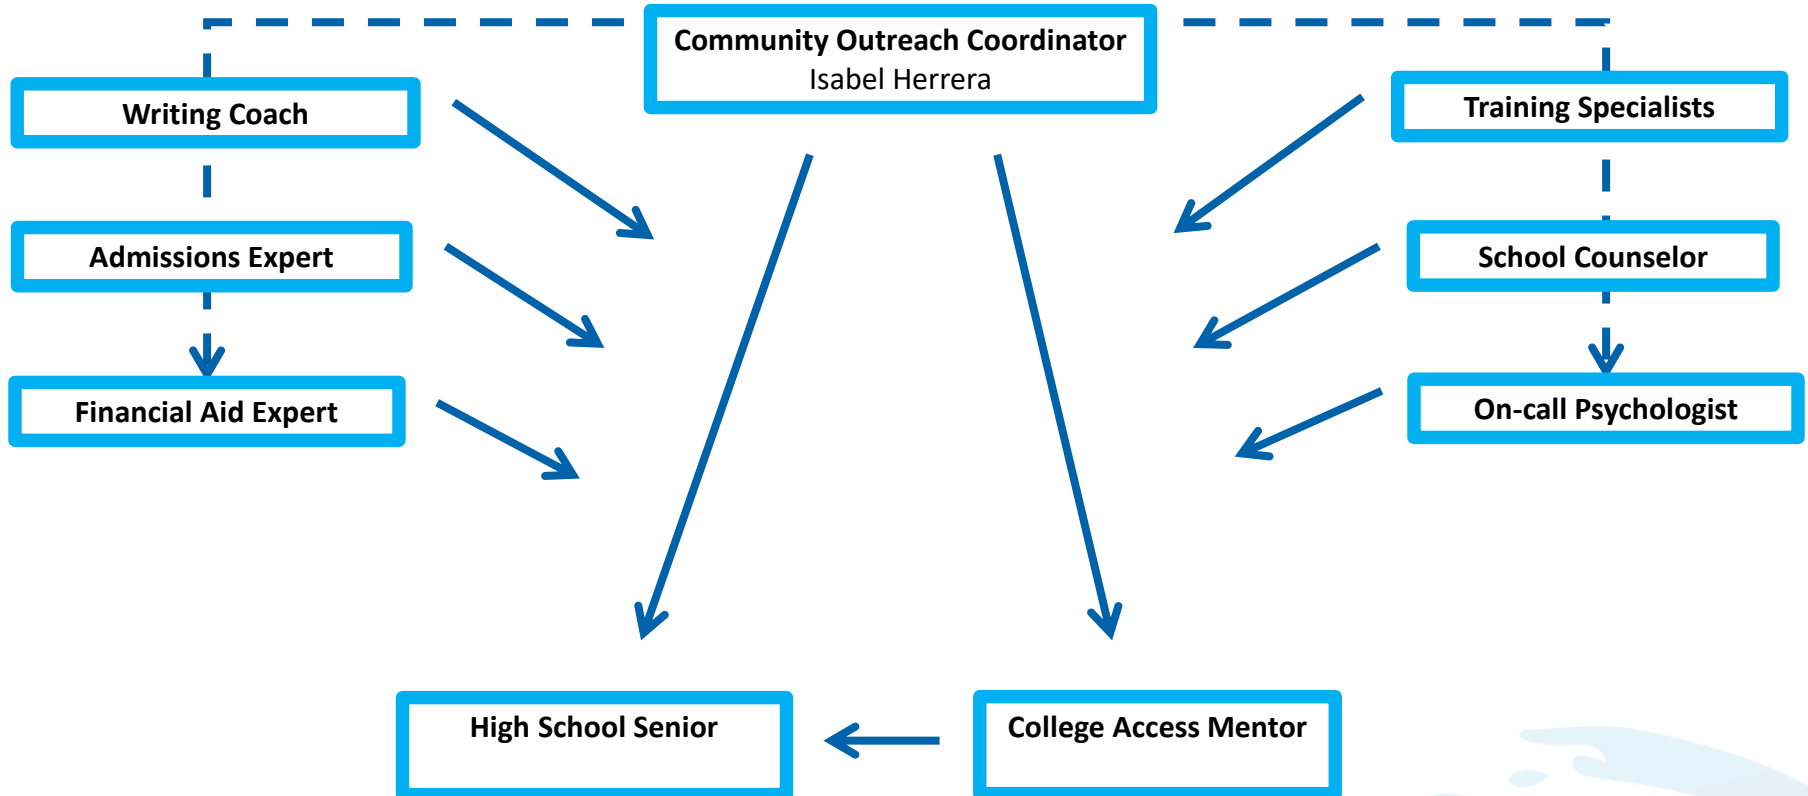 Community Outreach Coordinator
Isabel Herrera
Writing Coach
Training Specialists
Admissions Expert
School Counselor
Financial Aid Expert
On-call Psychologist
High School Senior
College Access Mentor